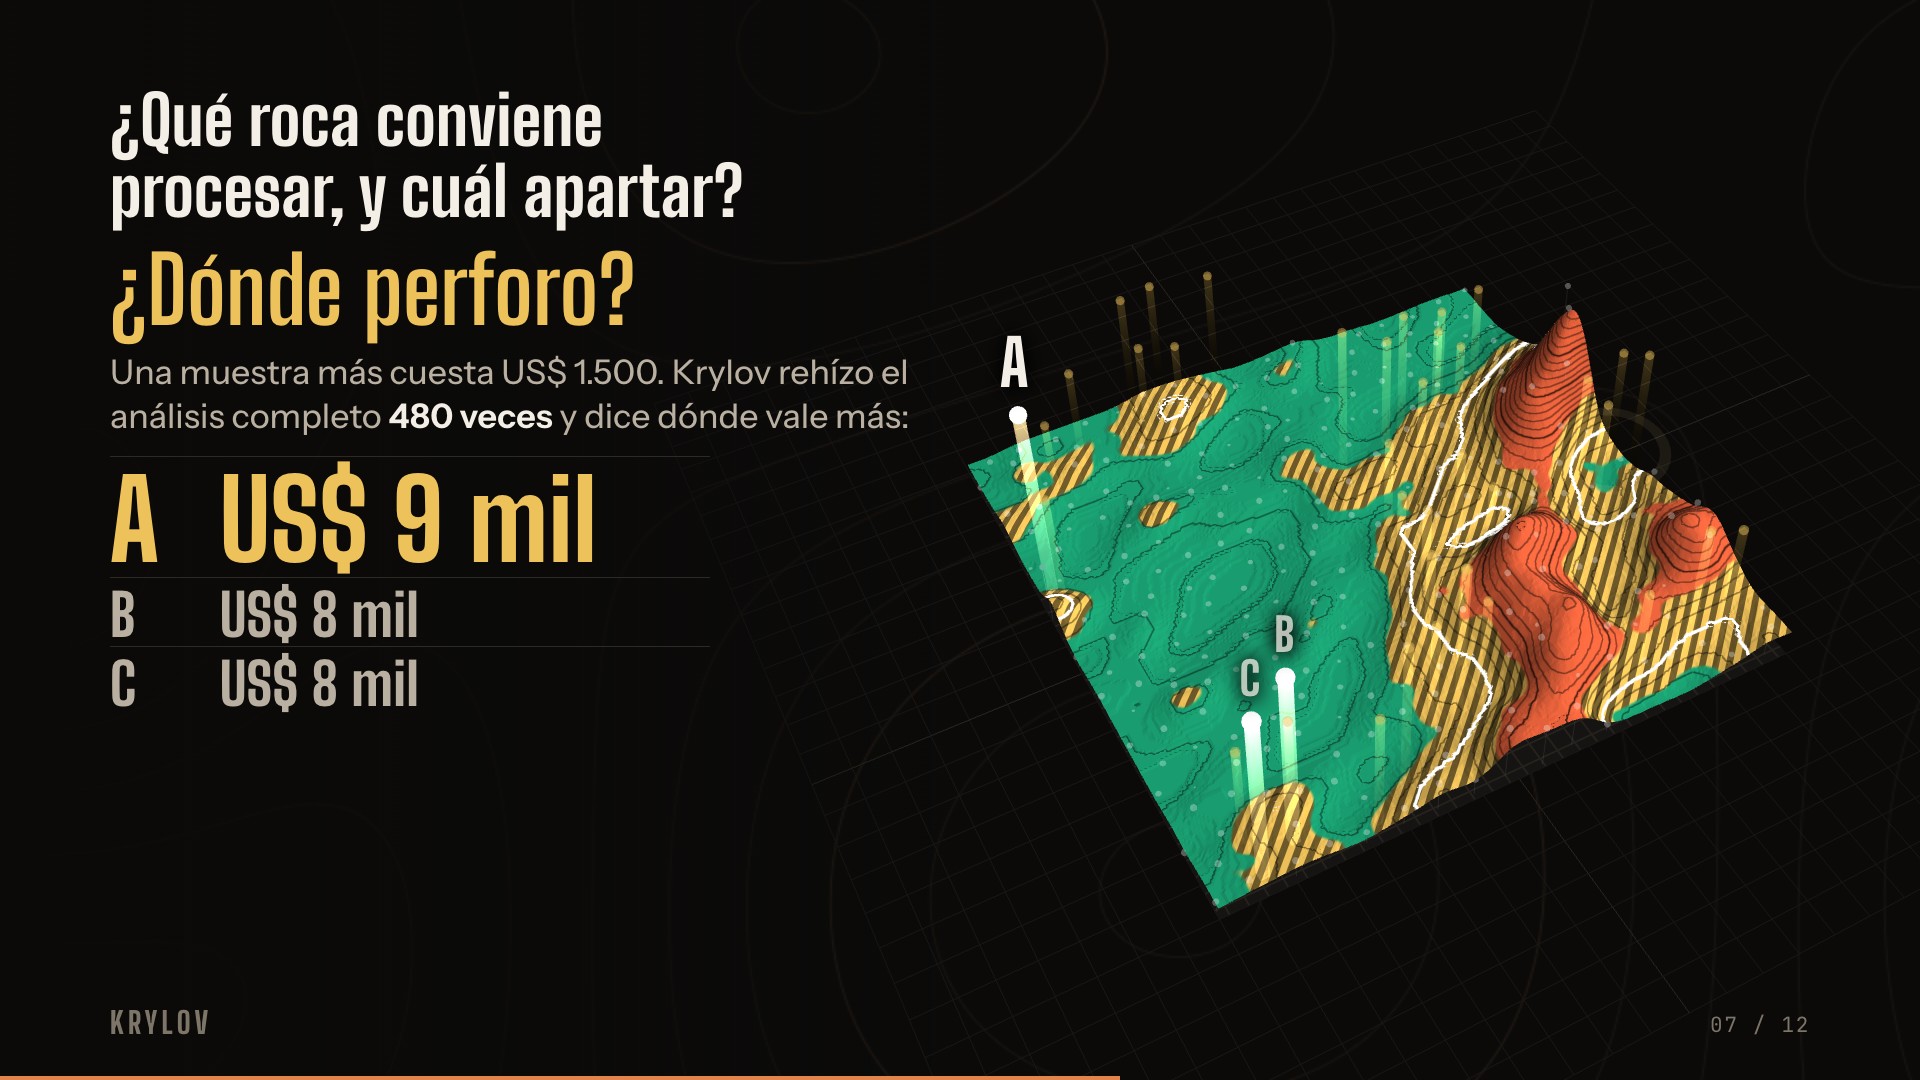 ¿Qué roca conviene
procesar, y cuál apartar?
¿Dónde perforo?
Una muestra más cuesta US$ 1.500. Krylov rehízo el
análisis completo 480 veces y dice dónde vale más:
A US$ 9 mil
B US$ 8 mil
C US$ 8 mil
A
B
C
KRYLOV
07 / 12